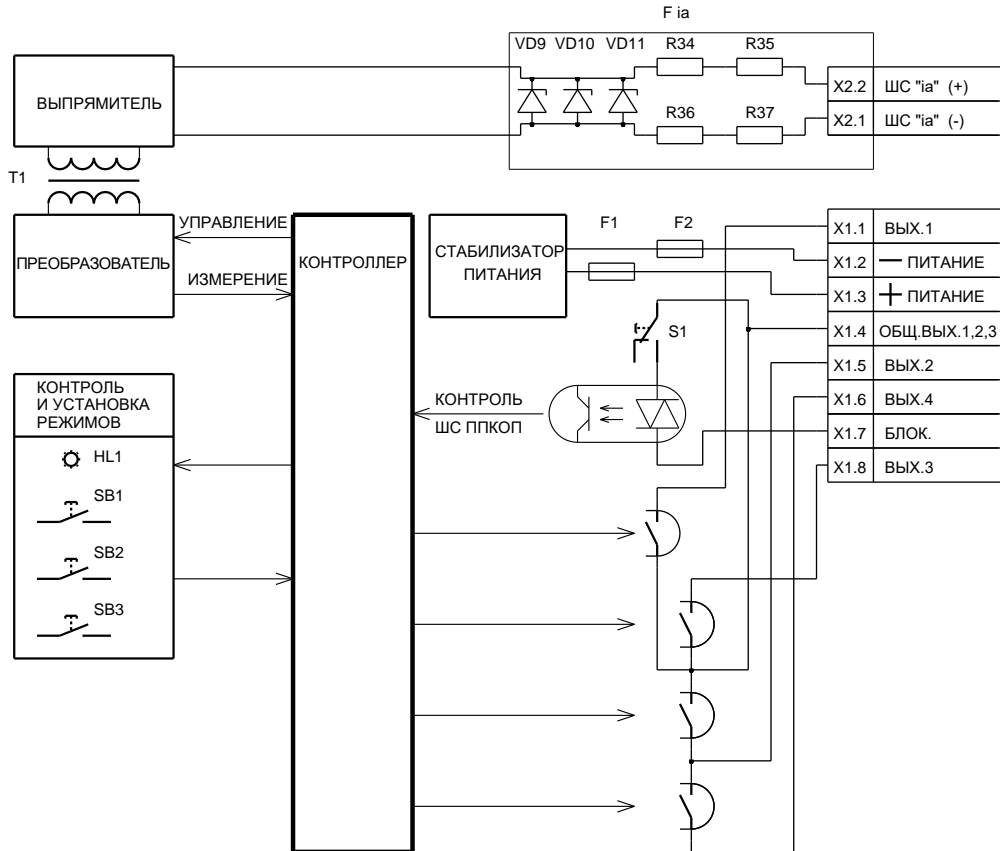 F ia
VD9 VD10 VD11 R34 R35
ВЫПРЯМИТЕЛЬ
X2.2 ШС "ia" (+)
R36 R37
X2.1 ШС "ia" (-)
T1
ПРЕОБРАЗОВАТЕЛЬ
УПРАВЛЕНИЕ
ИЗМЕРЕНИЕ
КОНТРОЛЛЕР
СТАБИЛИЗАТОР
ПИТАНИЯ
F1 F2
X1.1 ВЫХ.1
X1.2 — ПИТАНИЕ
X1.3 + ПИТАНИЕ
X1.4 ОБЩ.ВЫХ.1,2,3
X1.5 ВЫХ.2
X1.6 ВЫХ.4
X1.7 БЛОК.
X1.8 ВЫХ.3
S1
КОНТРОЛЬ
ШС ППКОП
КОНТРОЛЬ
И УСТАНОВКА
РЕЖИМОВ
HL1
SB1
SB2
SB3